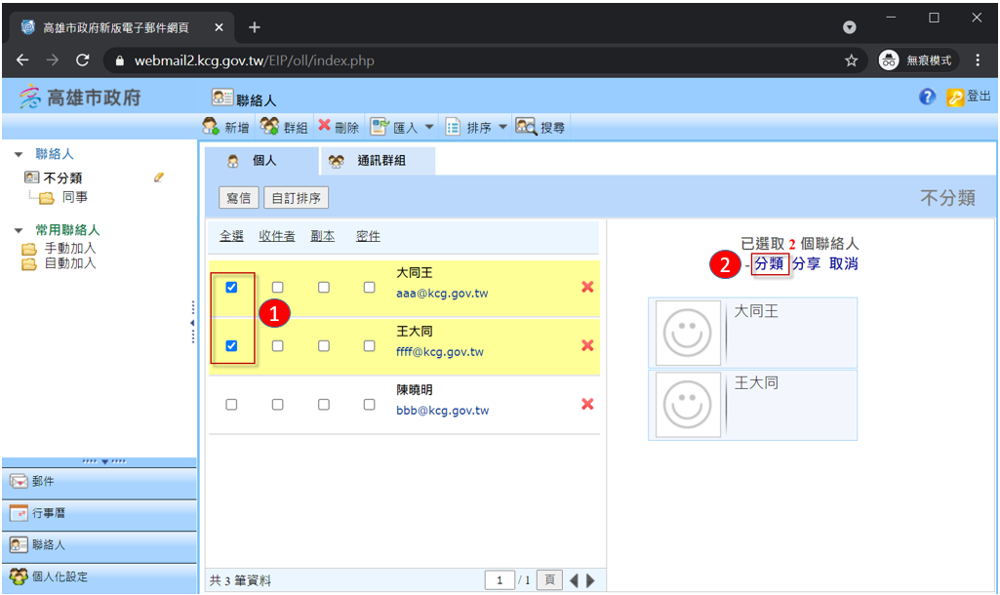 高雄市政府新版電子郵件網頁
webmail2.kcg.gov.tw/EIP/oll/index.php
無痕模式
高雄市政府
聯絡人
? 登出
新增 群組 刪除 匯入 排序 搜尋
聯絡人
不分類
同事
常用聯絡人
手動加入
自動加入
個人 通訊群組
寫信 自訂排序 不分類
全選 收件者 副本 密件
大同王
aaa@kcg.gov.tw
1
王大同
ffff@kcg.gov.tw
陳曉明
bbb@kcg.gov.tw
已選取 2 個聯絡人
2 -分類 分享 取消
大同王
王大同
郵件
行事曆
聯絡人
個人化設定
共 3 筆資料 1 / 1 頁